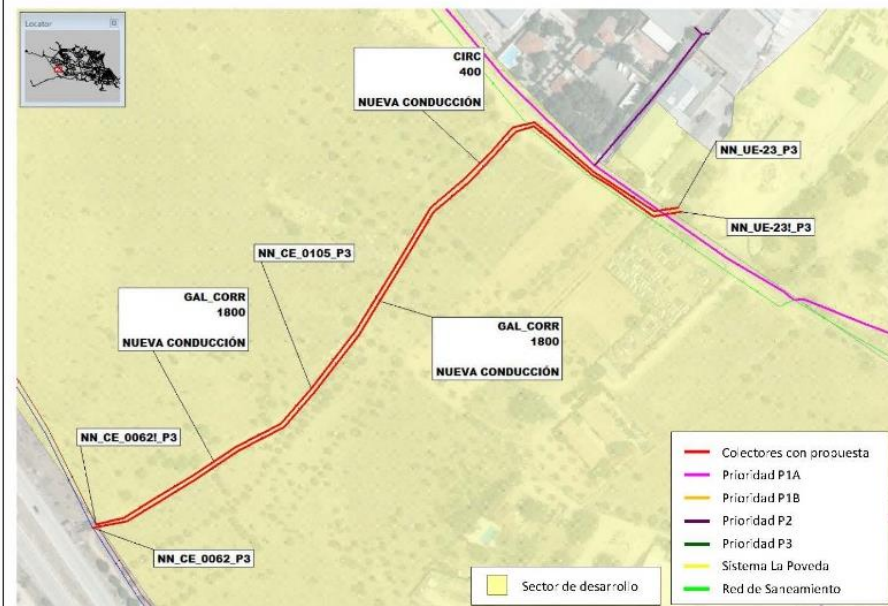 Locator
CIRC
400
NUEVA CONDUCCIÓN
NN_UE-23_P3
NN_UE-23!_P3
NN_CE_0105_P3
GAL_CORR
1800
NUEVA CONDUCCIÓN
GAL_CORR
1800
NUEVA CONDUCCIÓN
NN_CE_0062!_P3
NN_CE_0062_P3
Colectores con propuesta
Prioridad P1A
Prioridad P1B
Prioridad P2
Prioridad P3
Sistema La Poveda
Red de Saneamiento
Sector de desarrollo